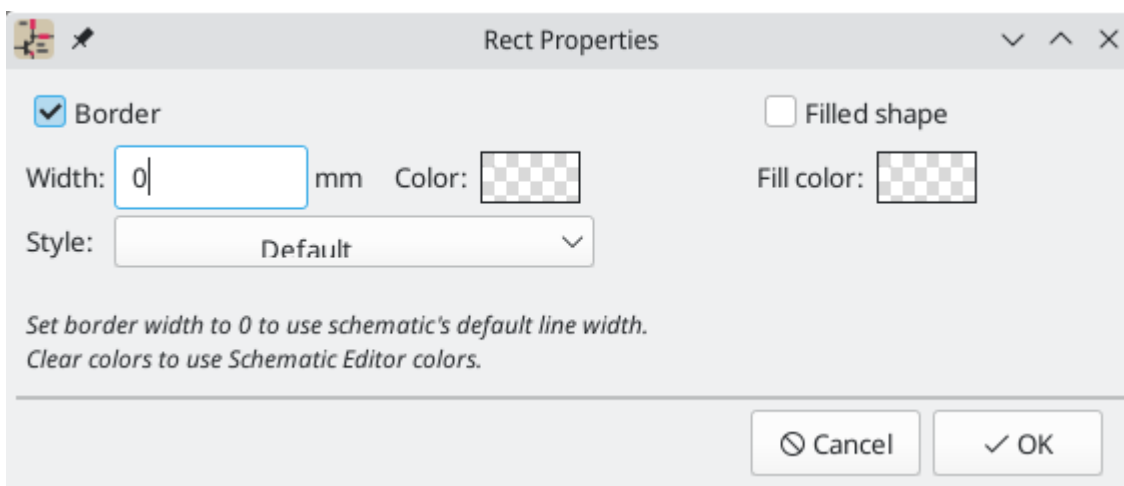 Rect Properties
Border
Filled shape
Width: 0 mm Color: Fill color:
Style: Default
Set border width to 0 to use schematic's default line width.
Clear colors to use Schematic Editor colors.
Cancel OK